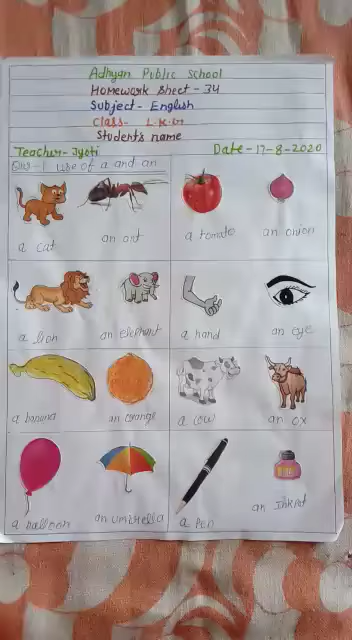 Adhyan Public School
Homework Sheet - 34
Subject - English
Class- L.K.G
Students name
Teacher- Jyoti Date - 17-8-2020
Que-1 use of a and an
a cat an ant a tomato an onion
a lion an elephant a hand an eye
a banana an orange a cow an ox
a balloon an umbrella a pen an Inkpot